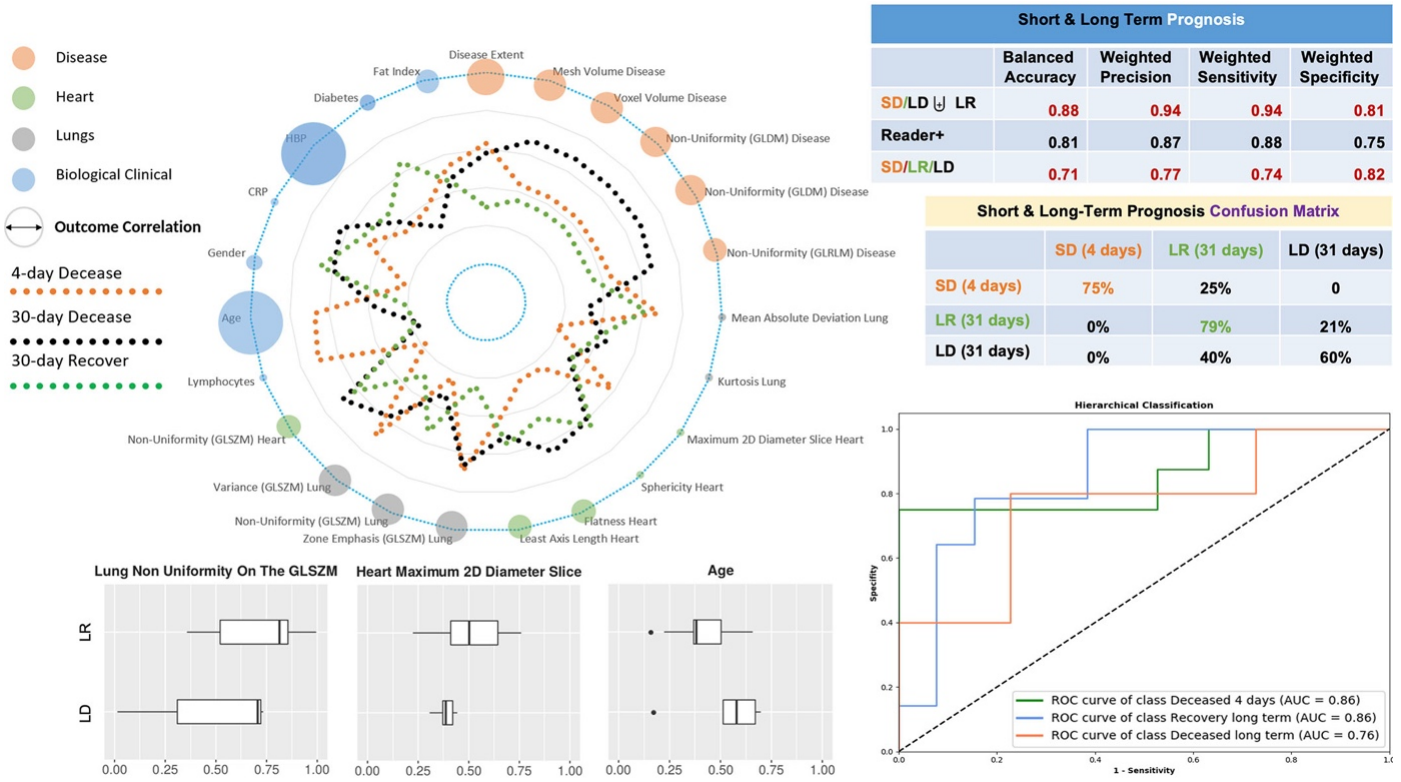 Disease
Heart
Lungs
Biological Clinical
Outcome Correlation
4-day Decease
30-day Decease
30-day Recover
Disease Extent
Mesh Volume Disease
Voxel Volume Disease
Non-Uniformity (GLDM) Disease
Non-Uniformity (GLDM) Disease
Non-Uniformity (GLRLM) Disease
Mean Absolute Deviation Lung
Kurtosis Lung
Maximum 2D Diameter Slice Heart
Sphericity Heart
Flatness Heart
Least Axis Length Heart
Zone Emphasis (GLSZM) Lung
Non-Uniformity (GLSZM) Lung
Variance (GLSZM) Lung
Non-Uniformity (GLSZM) Heart
Lymphocytes
Age
Gender
CRP
HBP
Diabetes
Fat Index
Short & Long Term Prognosis
Balanced Accuracy Weighted Precision Weighted Sensitivity Weighted Specificity
SD/LD ⊎ LR 0.88 0.94 0.94 0.81
Reader+ 0.81 0.87 0.88 0.75
SD/LR/LD 0.71 0.77 0.74 0.82
Short & Long-Term Prognosis Confusion Matrix
SD (4 days) LR (31 days) LD (31 days)
SD (4 days) 75% 25% 0
LR (31 days) 0% 79% 21%
LD (31 days) 0% 40% 60%
Lung Non Uniformity On The GLSZM
Heart Maximum 2D Diameter Slice
Age
LR
LD
0.00 0.25 0.50 0.75 1.00
0.00 0.25 0.50 0.75 1.00
0.00 0.25 0.50 0.75 1.00
Hierarchical Classification
1.0
0.8
0.6
0.4
0.2
0.0
Specifity
0.0 0.2 0.4 0.6 0.8 1.0
1 - Sensitivity
ROC curve of class Deceased 4 days (AUC = 0.86)
ROC curve of class Recovery long term (AUC = 0.86)
ROC curve of class Deceased long term (AUC = 0.76)